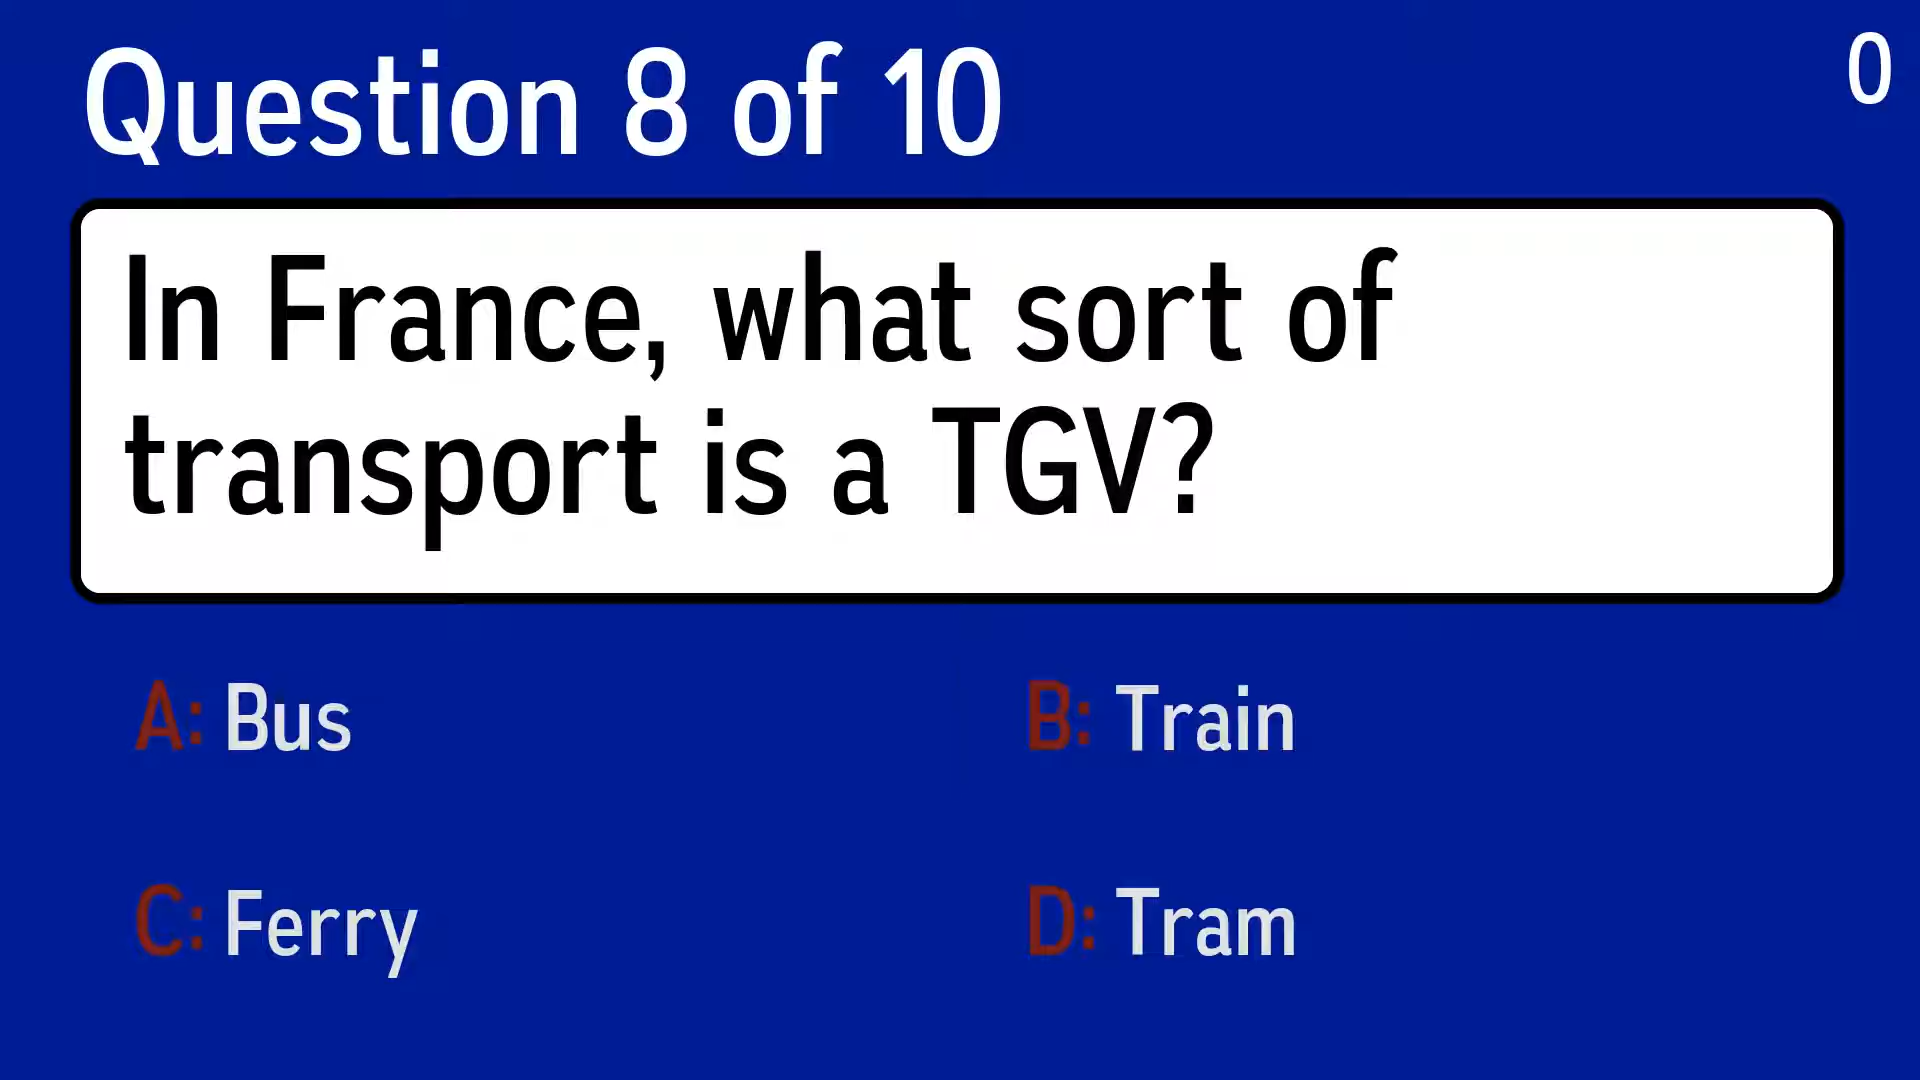 Question 8 of 10
0
In France, what sort of
transport is a TGV?
A: Bus
B: Train
C: Ferry
D: Tram